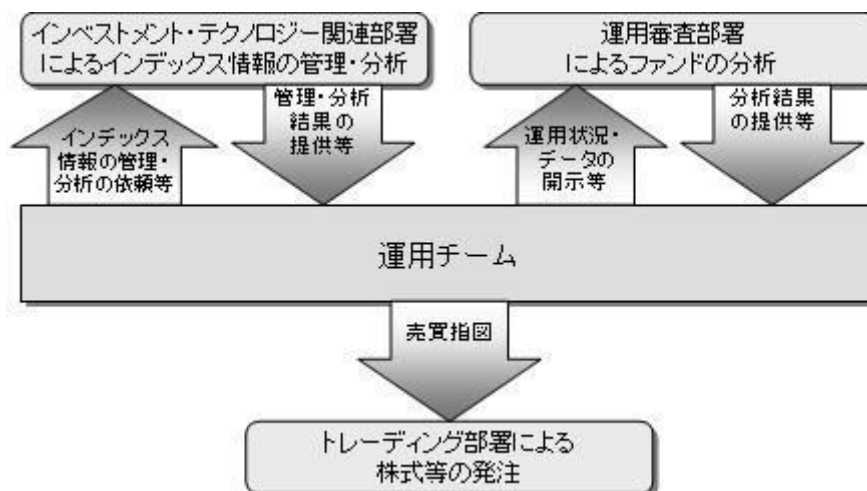 インベストメント・テクノロジー関連部署
によるインデックス情報の管理・分析
運用審査部署
によるファンドの分析
インデックス
情報の管理・
分析の依頼等
管理・分析
結果の
提供等
運用状況・
データの
開示等
分析結果
の提供等
運用チーム
売買指図
トレーディング部署による
株式等の発注